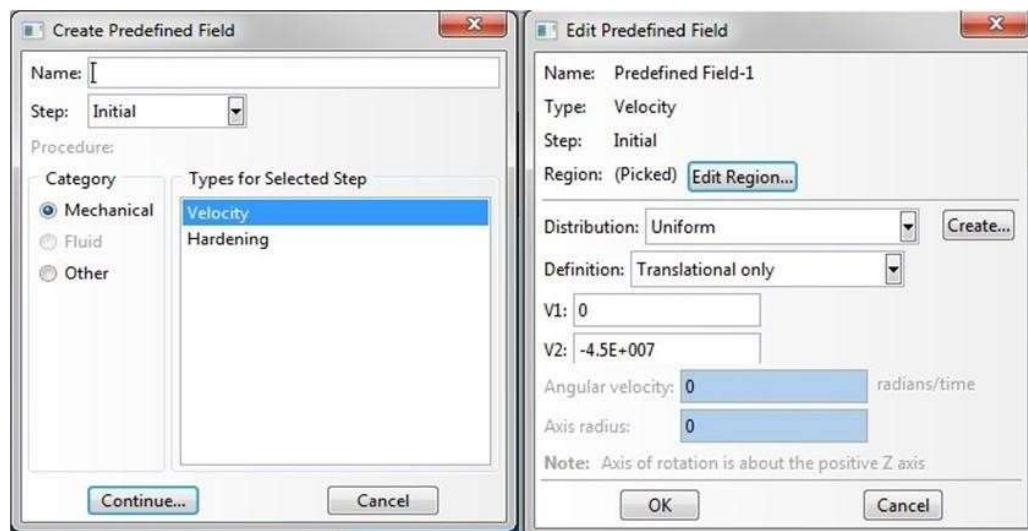 Create Predefined Field
Name:
Step: Initial
Procedure:
Category
Mechanical
Fluid
Other
Types for Selected Step
Velocity
Hardening
Continue...
Cancel
Edit Predefined Field
Name: Predefined Field-1
Type: Velocity
Step: Initial
Region: (Picked) Edit Region...
Distribution: Uniform Create...
Definition: Translational only
V1: 0
V2: -4.5E+007
Angular velocity: 0 radians/time
Axis radius: 0
Note: Axis of rotation is about the positive Z axis
OK
Cancel